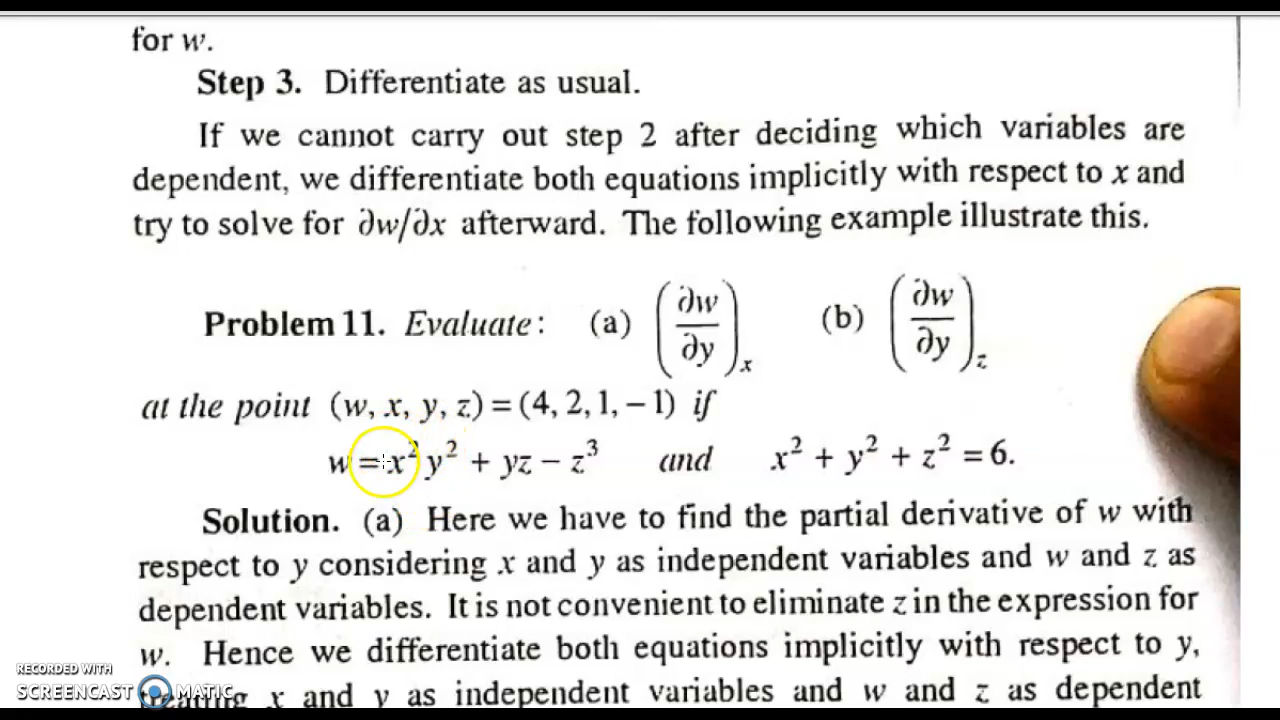 for w.
Step 3. Differentiate as usual.
If we cannot carry out step 2 after deciding which variables are
dependent, we differentiate both equations implicitly with respect to x and
try to solve for ∂w/∂x afterward. The following example illustrate this.
Problem 11. Evaluate: (a) (∂w/∂y)ₓ (b) (∂w/∂y)_z
at the point (w, x, y, z) = (4, 2, 1, − 1) if
w = x² y² + yz − z³ and x² + y² + z² = 6.
Solution. (a) Here we have to find the partial derivative of w with
respect to y considering x and y as independent variables and w and z as
dependent variables. It is not convenient to eliminate z in the expression for
w. Hence we differentiate both equations implicitly with respect to y,
x and y as independent variables and w and z as dependent
RECORDED WITH
SCREENCAST MATIC